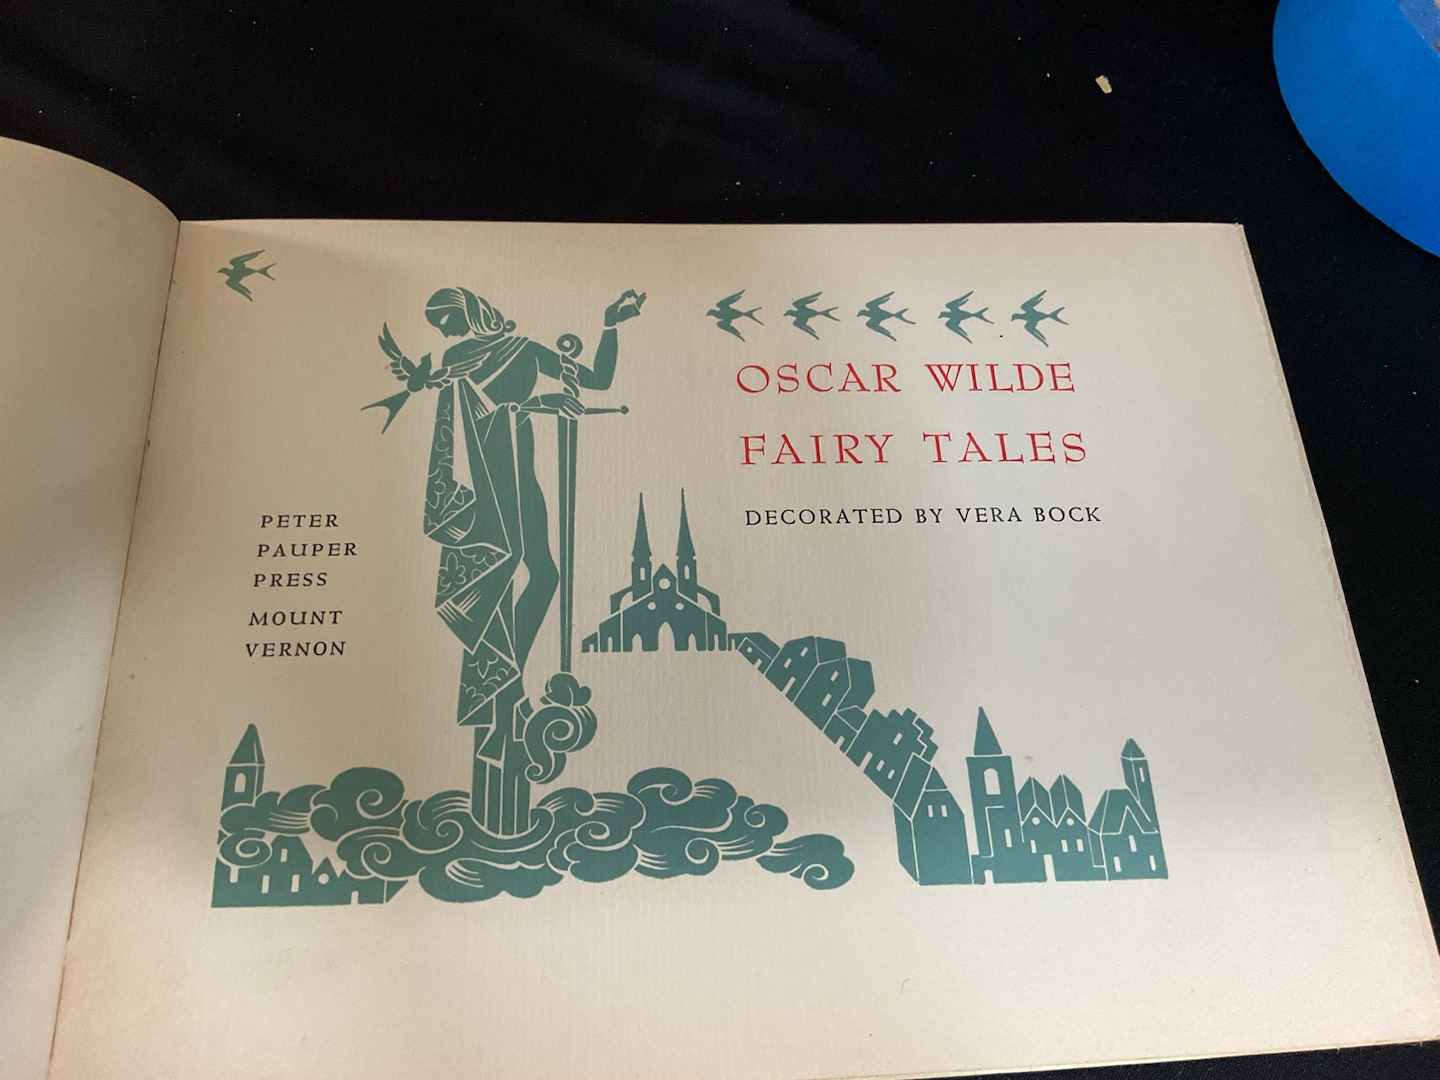 OSCAR WILDE
FAIRY TALES
DECORATED BY VERA BOCK
PETER
PAUPER
PRESS
MOUNT
VERNON